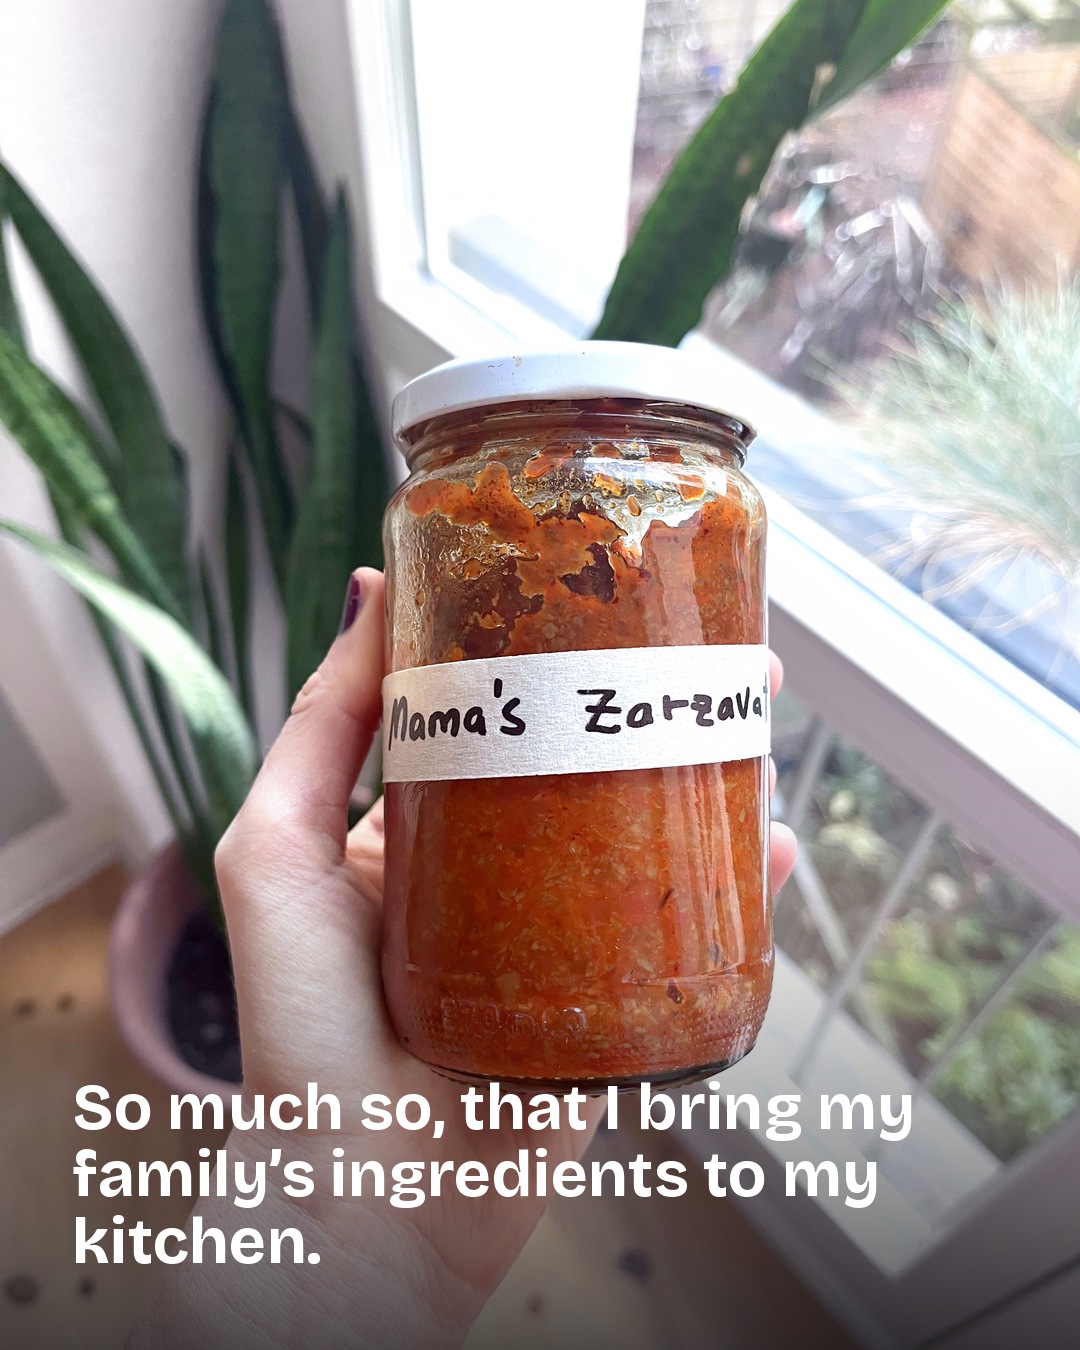 Mama's Zarzavat
So much so, that I bring my
family's ingredients to my
kitchen.